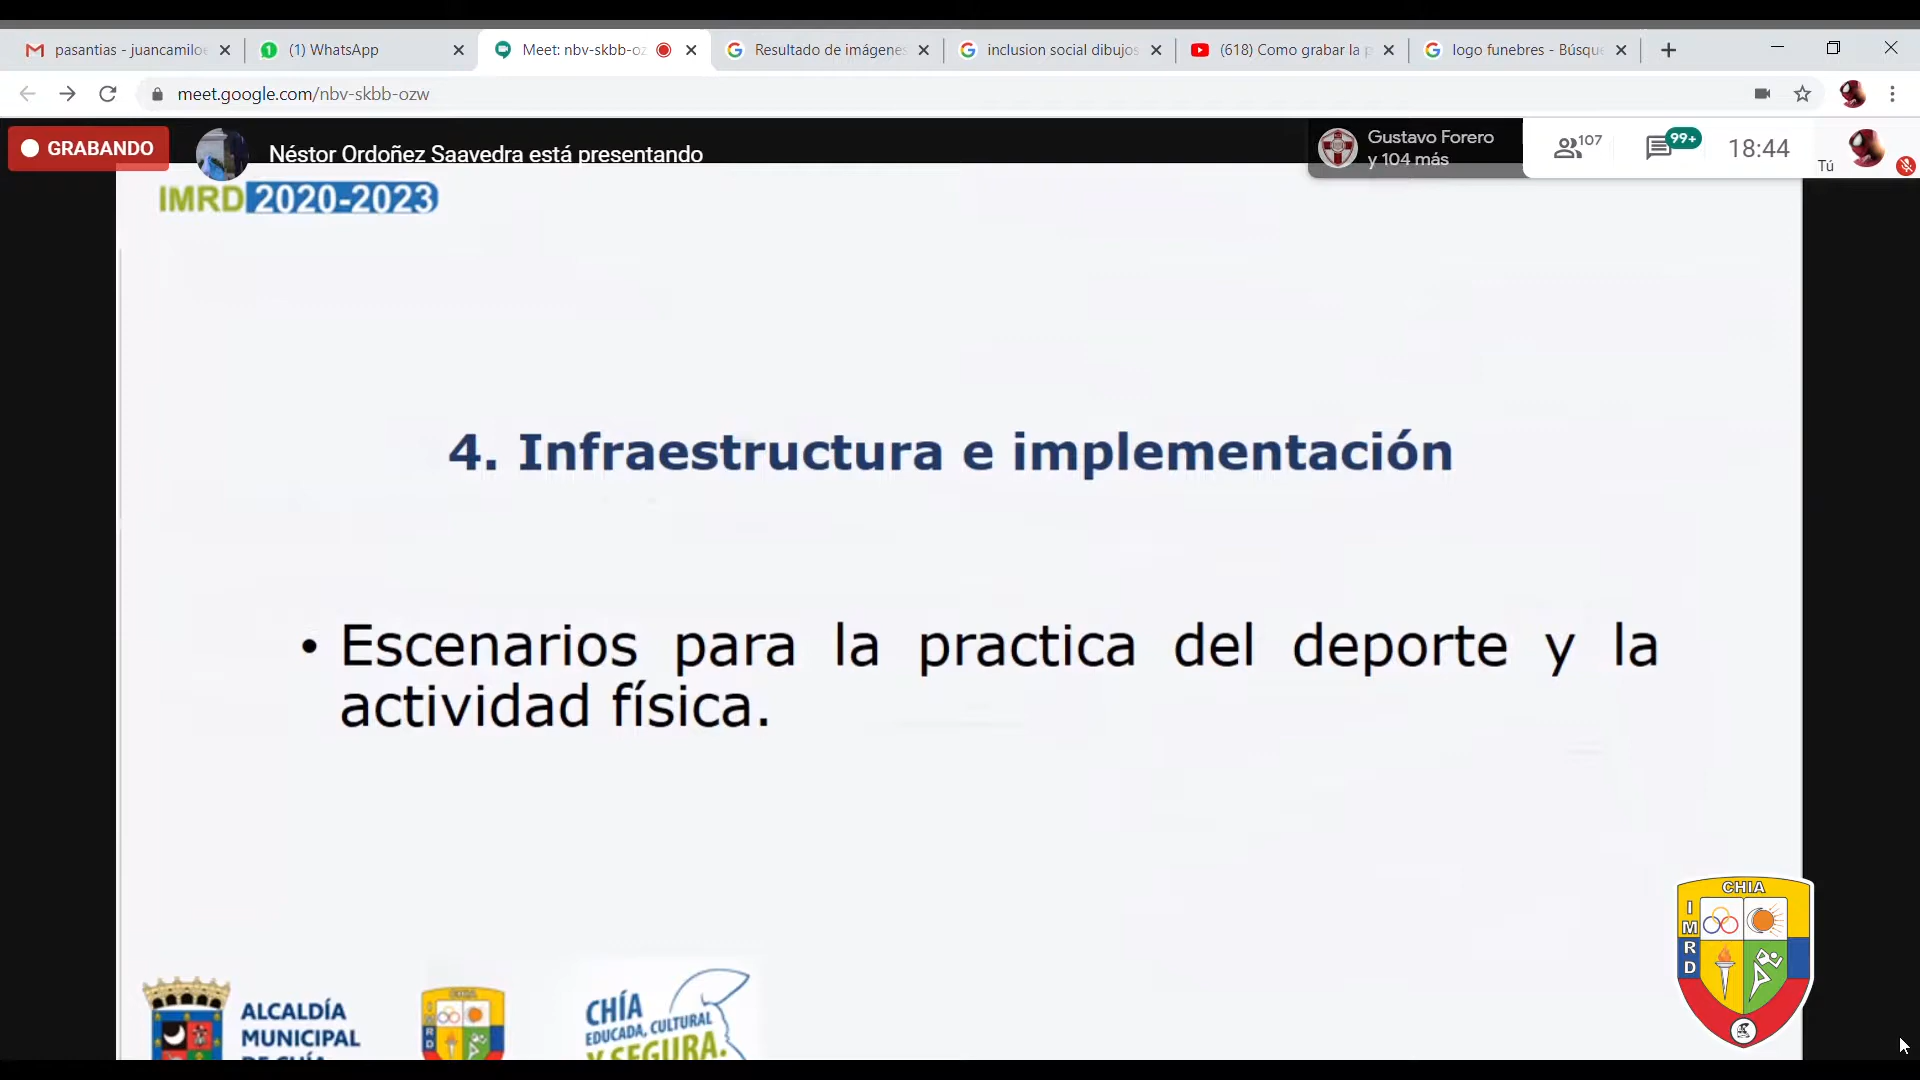 pasantias - juancamilo
(1) WhatsApp
Meet: nbv-skbb-oz
Resultado de imágenes
inclusion social dibujos
(618) Como grabar la p
logo funebres - Búsqu
meet.google.com/nbv-skbb-ozw
GRABANDO
Néstor Ordoñez Saavedra está presentando
Gustavo Forero
y 104 más
107
99+
18:44
Tú
IMRD 2020-2023
4. Infraestructura e implementación
• Escenarios para la practica del deporte y la
actividad física.
CHIA
IMRD
ALCALDÍA
MUNICIPAL
DE CHÍA
CHIA
IMRD
CHÍA
EDUCADA, CULTURAL
Y SEGURA.